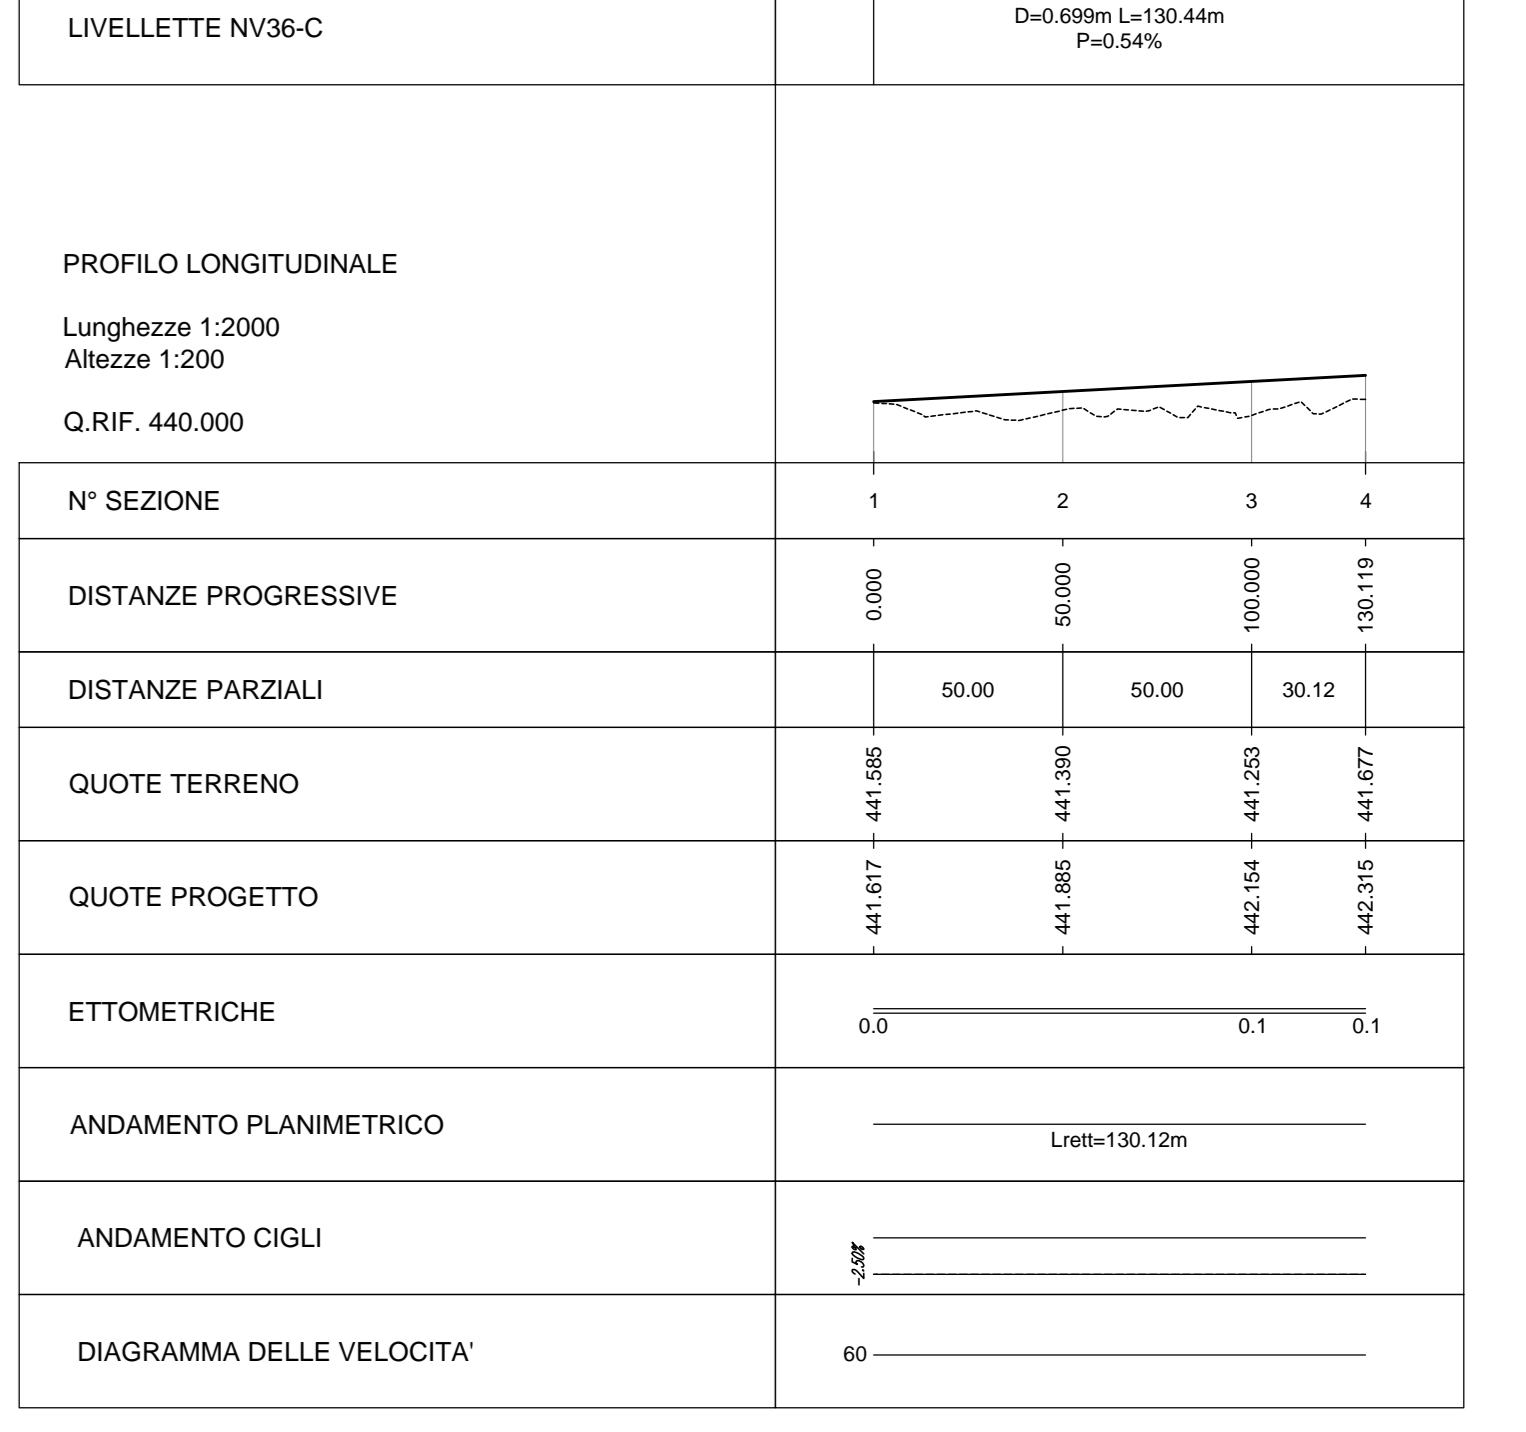 LIVELLETTE NV36-C
D=0.699m L=130.44m
P=0.54%
PROFILO LONGITUDINALE
Lunghezze 1:2000
Altezze 1:200
Q.RIF. 440.000
N° SEZIONE
1 2 3 4
DISTANZE PROGRESSIVE
0.000 50.000 100.000 130.119
DISTANZE PARZIALI
50.00 50.00 30.12
QUOTE TERRENO
441.585 441.390 441.253 441.677
QUOTE PROGETTO
441.617 441.885 442.154 442.315
ETTOMETRICHE
0.0 0.1 0.1
ANDAMENTO PLANIMETRICO
Lrett=130.12m
ANDAMENTO CIGLI
-2.50%
DIAGRAMMA DELLE VELOCITA'
60